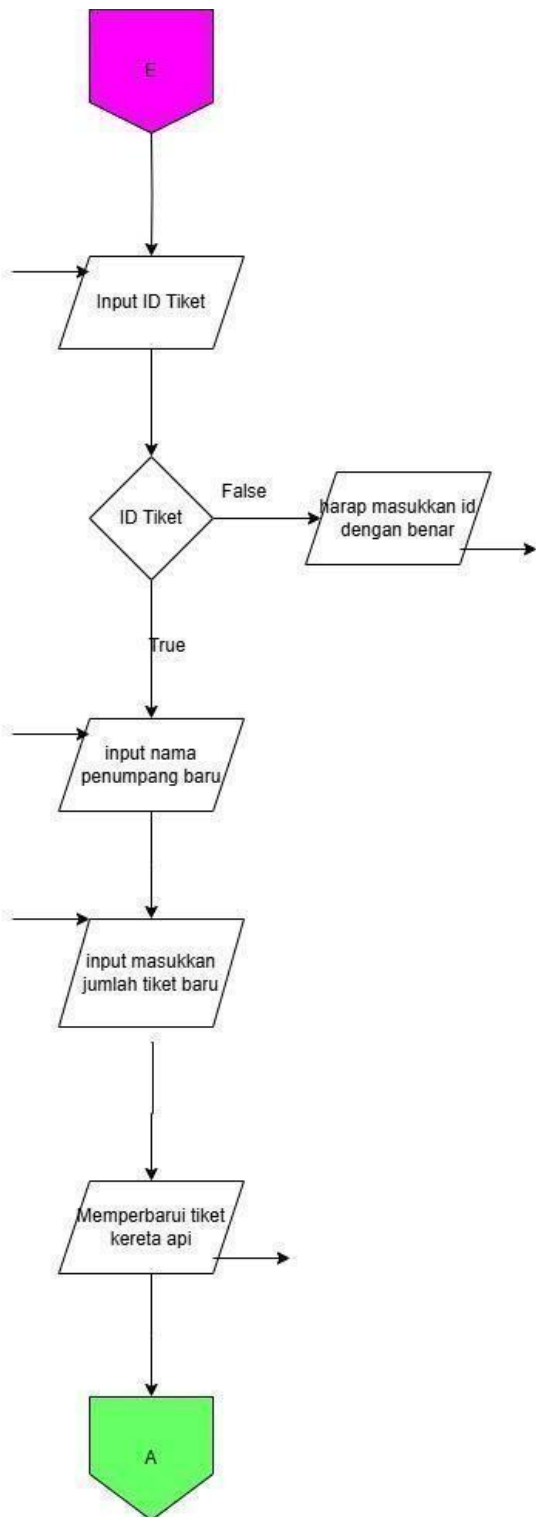 E
Input ID Tiket
ID Tiket
False
harap masukkan id
dengan benar
True
input nama
penumpang baru
input masukkan
jumlah tiket baru
Memperbarui tiket
kereta api
A